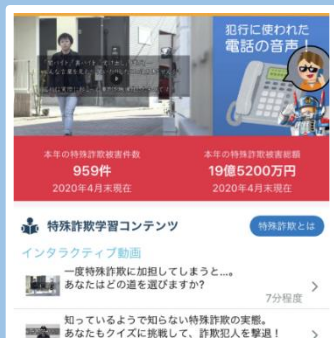 犯行に使われた
電話の音声！
本年の特殊詐欺被害件数
959件
2020年4月末現在
本年の特殊詐欺被害総額
19億5200万円
2020年4月末現在
特殊詐欺学習コンテンツ
特殊詐欺とは
インタラクティブ動画
一度特殊詐欺に加担してしまうと…。
あなたはどの道を選びますか?
7分程度
知っているようで知らない特殊詐欺の実態。
あなたもクイズに挑戦して、詐欺犯人を撃退！